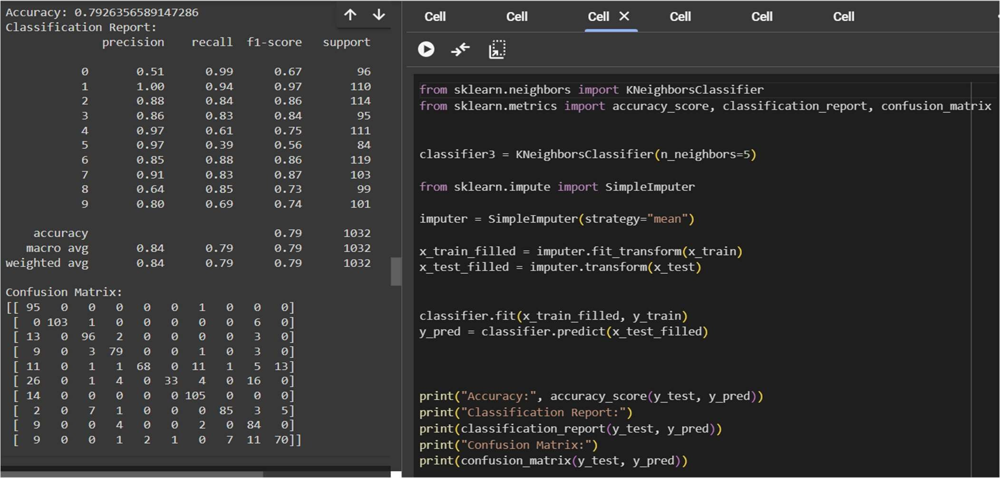 Accuracy: 0.7926356589147286
Classification Report:
precision recall f1-score support
0 0.51 0.99 0.67 96
1 1.00 0.94 0.97 110
2 0.88 0.84 0.86 114
3 0.86 0.83 0.84 95
4 0.97 0.61 0.75 111
5 0.97 0.39 0.56 84
6 0.85 0.88 0.86 119
7 0.91 0.83 0.87 103
8 0.64 0.85 0.73 99
9 0.80 0.69 0.74 101
accuracy 0.79 1032
macro avg 0.84 0.79 0.79 1032
weighted avg 0.84 0.79 0.79 1032
Confusion Matrix:
[[ 95 0 0 0 0 0 1 0 0 0]
[ 0 103 1 0 0 0 0 0 6 0]
[ 13 0 96 2 0 0 0 0 3 0]
[ 9 0 3 79 0 0 1 0 3 0]
[ 11 0 1 1 68 0 11 1 5 13]
[ 26 0 1 4 0 33 4 0 16 0]
[ 14 0 0 0 0 0 105 0 0 0]
[ 2 0 7 1 0 0 0 85 3 5]
[ 9 0 0 4 0 0 2 0 84 0]
[ 9 0 0 1 2 1 0 7 11 70]]
Cell Cell Cell Cell Cell Cell
from sklearn.neighbors import KNeighborsClassifier
from sklearn.metrics import accuracy_score, classification_report, confusion_matrix
classifier3 = KNeighborsClassifier(n_neighbors=5)
from sklearn.impute import SimpleImputer
imputer = SimpleImputer(strategy="mean")
x_train_filled = imputer.fit_transform(x_train)
x_test_filled = imputer.transform(x_test)
classifier.fit(x_train_filled, y_train)
y_pred = classifier.predict(x_test_filled)
print("Accuracy:", accuracy_score(y_test, y_pred))
print("Classification Report:")
print(classification_report(y_test, y_pred))
print("Confusion Matrix:")
print(confusion_matrix(y_test, y_pred))